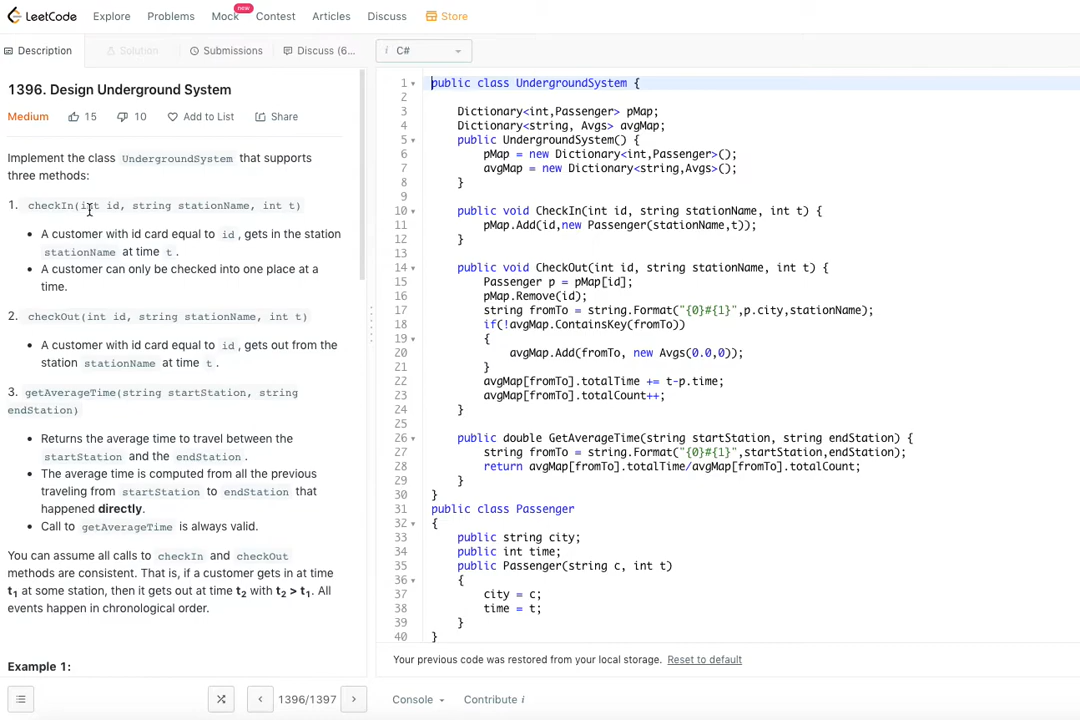 LeetCode Explore Problems Mock new Contest Articles Discuss Store
Description Solution Submissions Discuss (6... i C#
1396. Design Underground System
Medium 15 10 Add to List Share
Implement the class UndergroundSystem that supports
three methods:
1. checkIn(int id, string stationName, int t)
• A customer with id card equal to id, gets in the station
stationName at time t.
• A customer can only be checked into one place at a
time.
2. checkOut(int id, string stationName, int t)
• A customer with id card equal to id, gets out from the
station stationName at time t.
3. getAverageTime(string startStation, string
endStation)
• Returns the average time to travel between the
startStation and the endStation.
• The average time is computed from all the previous
traveling from startStation to endStation that
happened directly.
• Call to getAverageTime is always valid.
You can assume all calls to checkIn and checkOut
methods are consistent. That is, if a customer gets in at time
t1 at some station, then it gets out at time t2 with t2 > t1. All
events happen in chronological order.
Example 1:
1396/1397
1 public class UndergroundSystem {
2
3 Dictionary<int,Passenger> pMap;
4 Dictionary<string, Avgs> avgMap;
5 public UndergroundSystem() {
6 pMap = new Dictionary<int,Passenger>();
7 avgMap = new Dictionary<string,Avgs>();
8 }
9
10 public void CheckIn(int id, string stationName, int t) {
11 pMap.Add(id,new Passenger(stationName,t));
12 }
13
14 public void CheckOut(int id, string stationName, int t) {
15 Passenger p = pMap[id];
16 pMap.Remove(id);
17 string fromTo = string.Format("{0}#{1}",p.city,stationName);
18 if(!avgMap.ContainsKey(fromTo))
19 {
20 avgMap.Add(fromTo, new Avgs(0.0,0));
21 }
22 avgMap[fromTo].totalTime += t-p.time;
23 avgMap[fromTo].totalCount++;
24 }
25
26 public double GetAverageTime(string startStation, string endStation) {
27 string fromTo = string.Format("{0}#{1}",startStation,endStation);
28 return avgMap[fromTo].totalTime/avgMap[fromTo].totalCount;
29 }
30 }
31 public class Passenger
32 {
33 public string city;
34 public int time;
35 public Passenger(string c, int t)
36 {
37 city = c;
38 time = t;
39 }
40 }
Your previous code was restored from your local storage. Reset to default
Console Contribute i